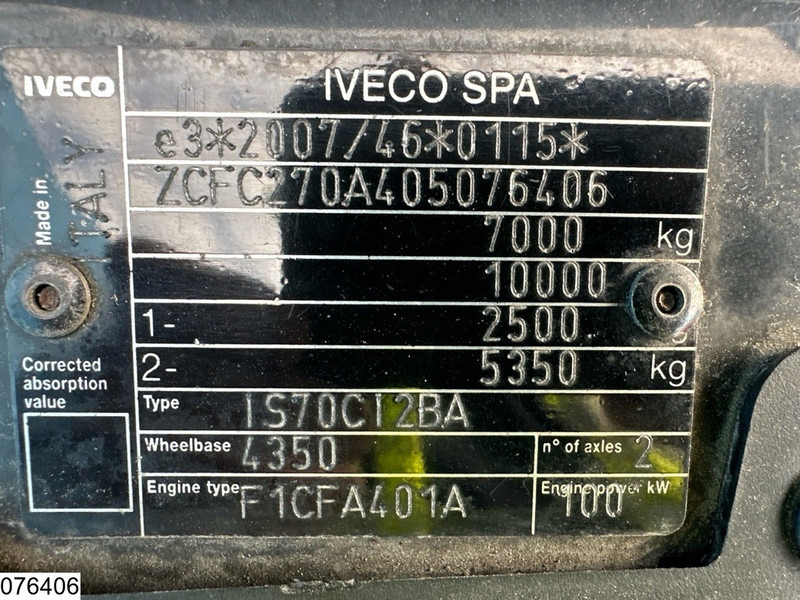 IVECO
IVECO SPA
Made in ITALY
e3*2007/46*0115*
ZCFC270A405076406
7000 kg
10000
1- 2500
2- 5350 kg
Corrected
absorption
value
Type IS70CI2BA
Wheelbase 4350 n° of axles 2
Engine type F1CFA401A Engine power kW 100
076406